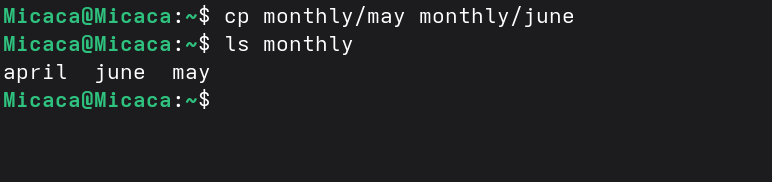 Micaca@Micaca:~$ cp monthly/may monthly/june
Micaca@Micaca:~$ ls monthly
april  june  may
Micaca@Micaca:~$